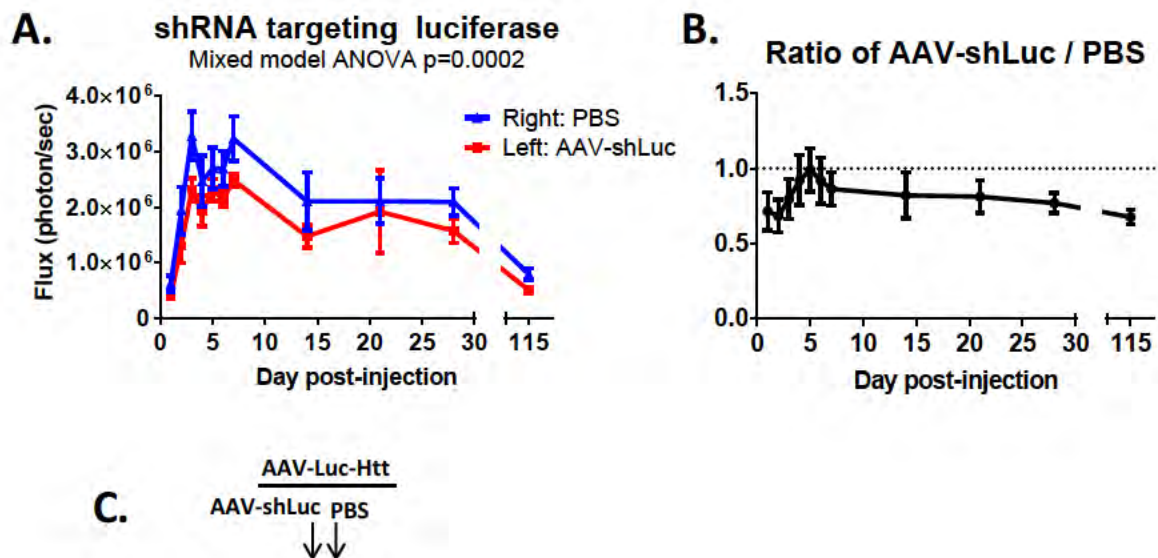 A.
shRNA targeting luciferase
Mixed model ANOVA p=0.0002
4.0×10⁶
3.0×10⁶
2.0×10⁶
1.0×10⁶
0
Flux (photon/sec)
Right: PBS
Left: AAV-shLuc
0 5 10 15 20 25 30 115
Day post-injection
B.
Ratio of AAV-shLuc / PBS
1.5
1.0
0.5
0.0
0 5 10 15 20 25 30 115
Day post-injection
C.
AAV-Luc-Htt
AAV-shLuc PBS